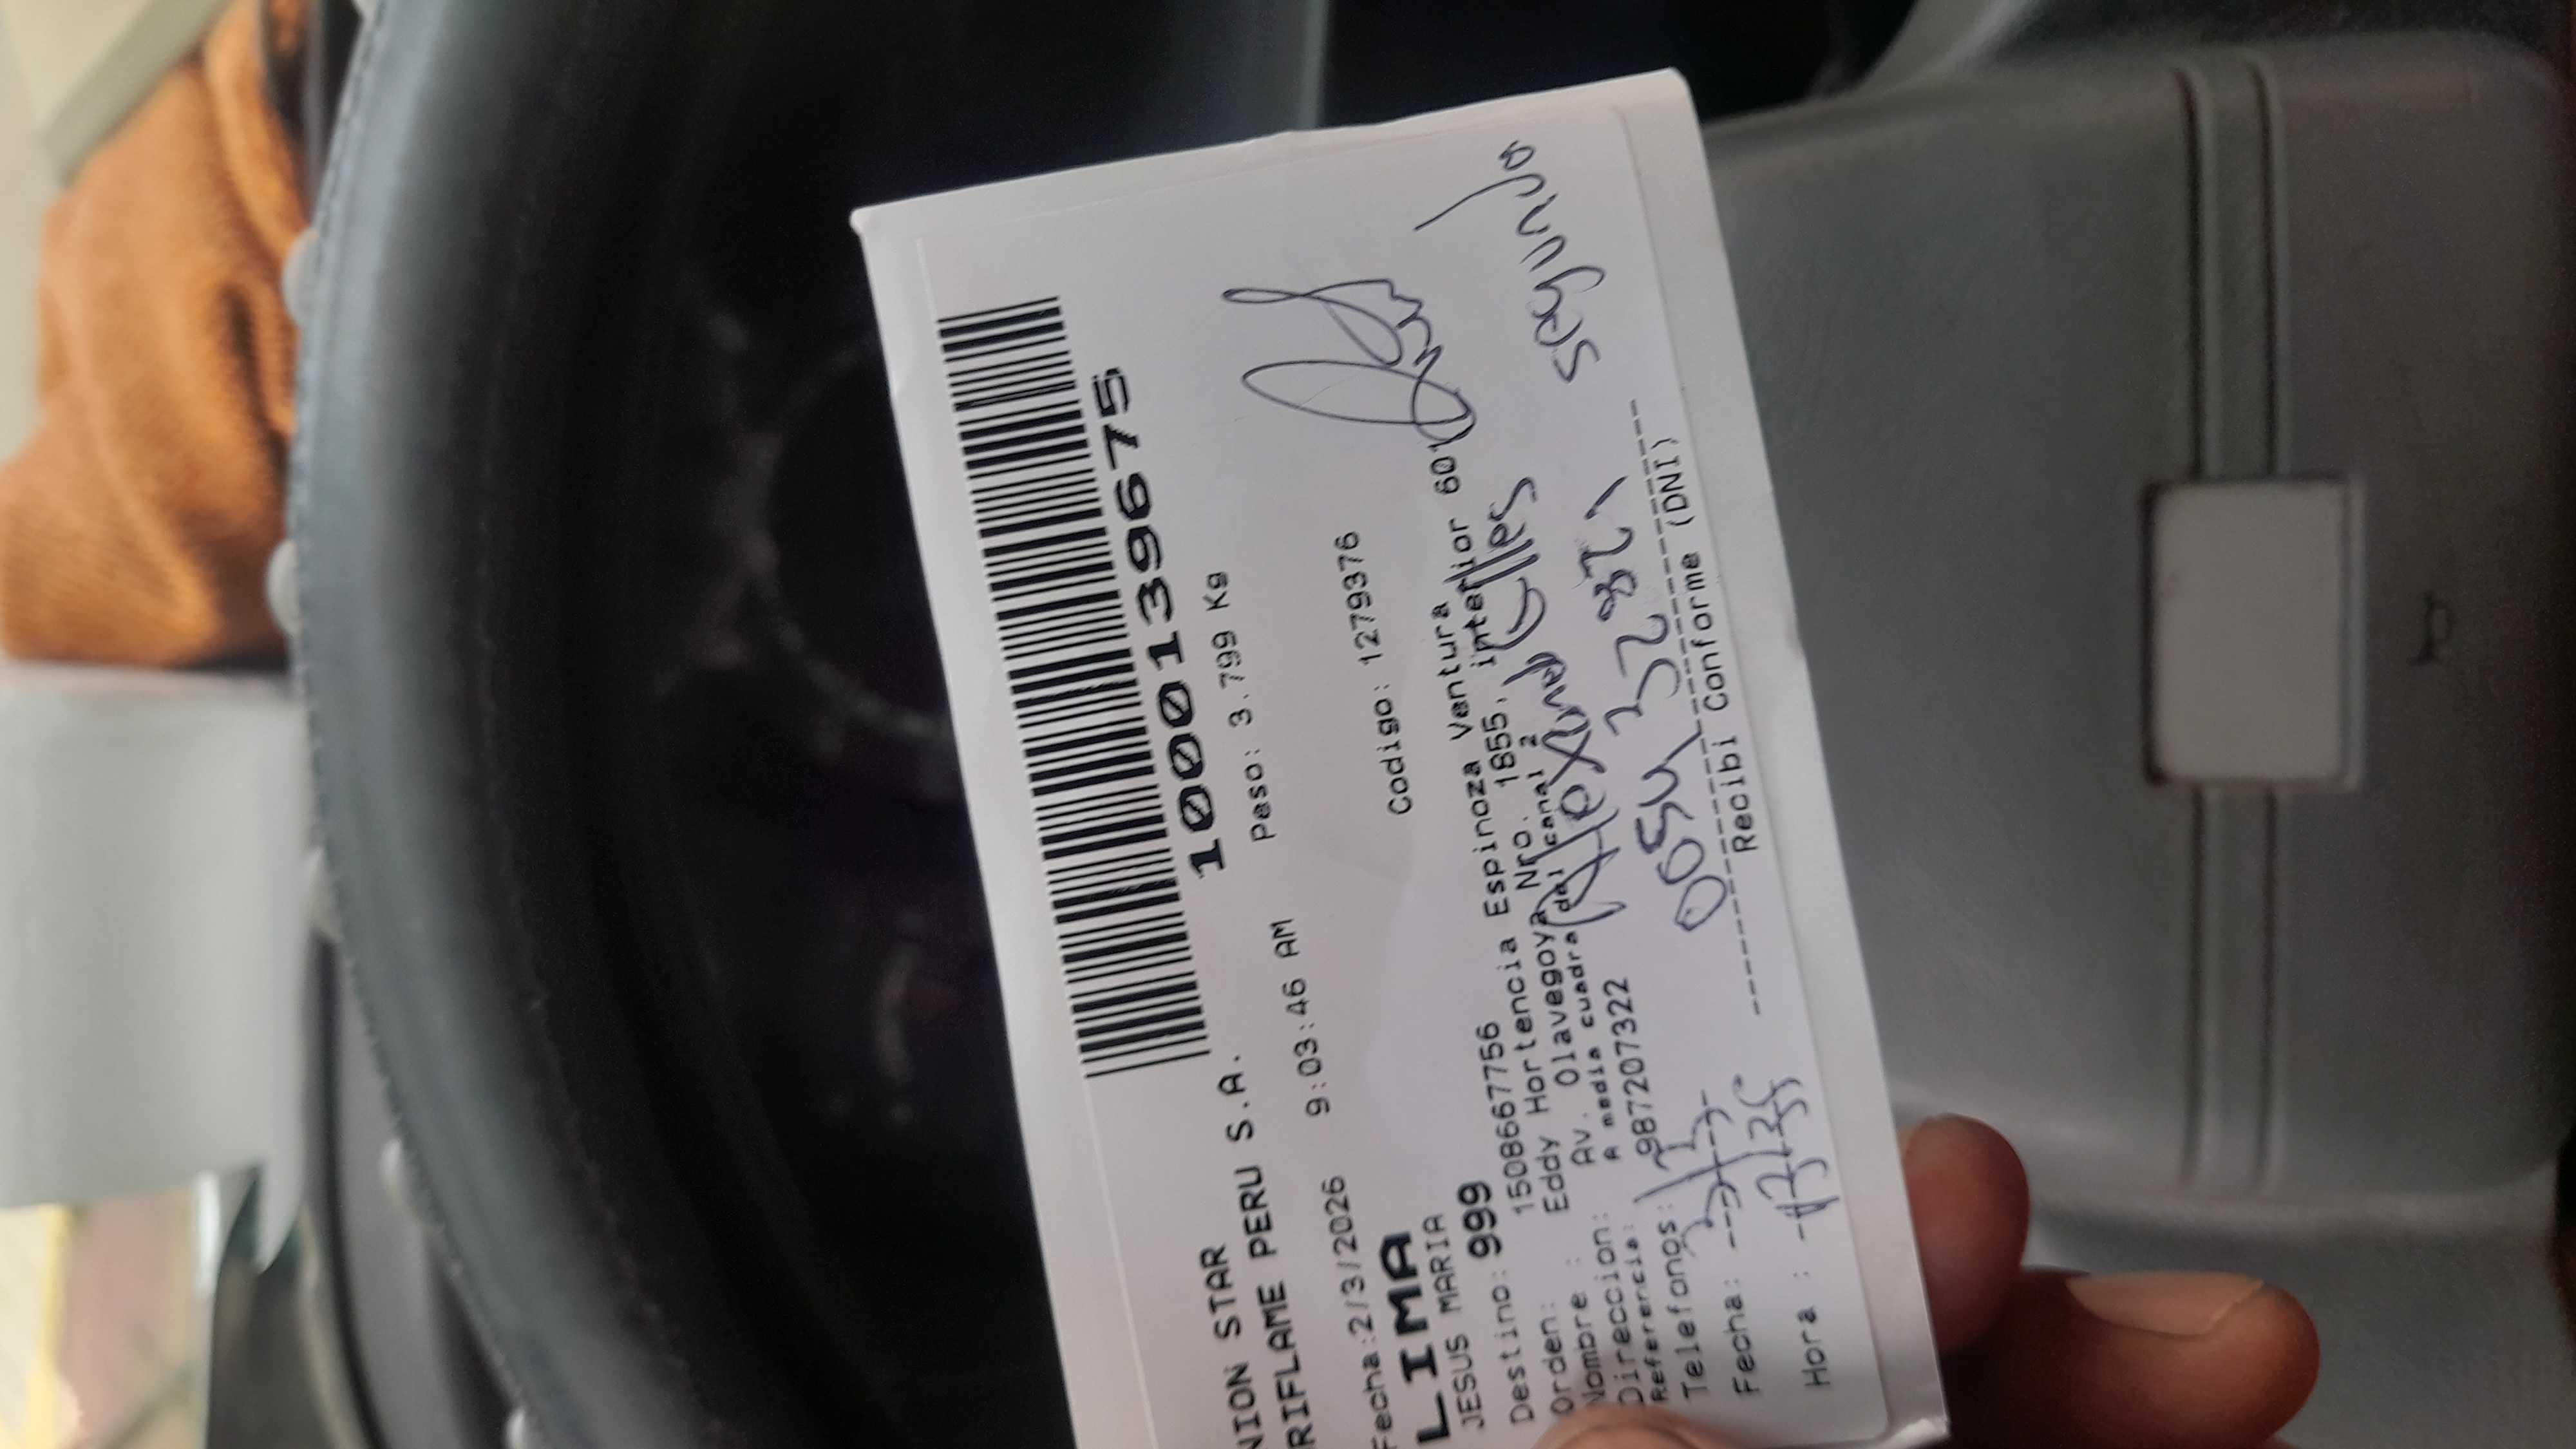 NION STAR
RIFLAME PERU S.A.
1000139675
Fecha:2/3/2026 9:03:46 AM Peso: 3.799 Kg
LIMA
JESUS MARIA
Destino: 999 Codigo: 1279376
Orden: 1508667756
Nombre : Eddy Hortencia Espinoza Ventura
Direccion: Av. Olavegoya Nro. 1855, interior 601
Referencia: A media cuadra del canal 2
Telefonos: 987207322
Alexand segundo
Fecha:
Hora :
Recibi Conforme (DNI)